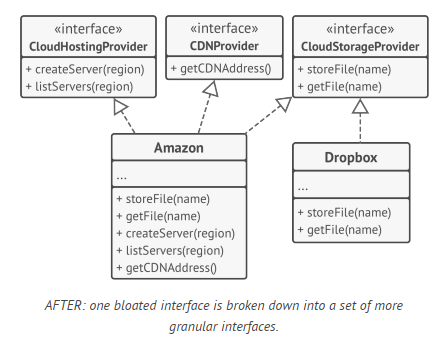 «interface»
CloudHostingProvider
+ createServer(region)
+ listServers(region)
«interface»
CDNProvider
+ getCDNAddress()
«interface»
CloudStorageProvider
+ storeFile(name)
+ getFile(name)
Amazon
...
+ storeFile(name)
+ getFile(name)
+ createServer(region)
+ listServers(region)
+ getCDNAddress()
Dropbox
...
+ storeFile(name)
+ getFile(name)
AFTER: one bloated interface is broken down into a set of more
granular interfaces.